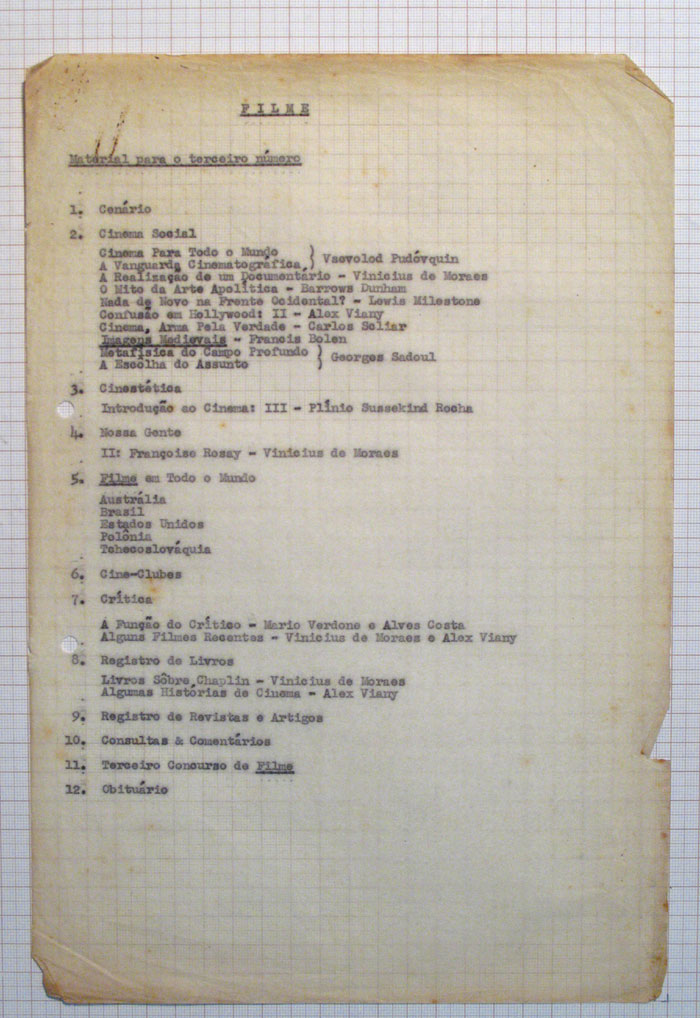 FILME
Material para o terceiro número
1. Cenário
2. Cinema Social
Cinema Para Todo o Mundo
A Vanguarda Cinematográfica } Vsevolod Pudóvquin
A Realização de um Documentário - Vinicius de Moraes
O Mito da Arte Apolítica - Barrows Dunham
Nada de Novo na Frente Ocidental? - Lewis Milestone
Confusão em Hollywood: II - Alex Viany
Cinema, Arma Pela Verdade - Carlos Scliar
Imagens Medievais - Francis Bolen
Metafísica do Campo Profundo
A Escolha do Assunto } Georges Sadoul
3. Cinestética
Introdução ao Cinema: III - Plínio Sussekind Rocha
4. Nossa Gente
II: Françoise Rosay - Vinicius de Moraes
5. Filme em Todo o Mundo
Austrália
Brasil
Estados Unidos
Polônia
Tchecoslováquia
6. Cine-Clubes
7. Crítica
A Função do Crítico - Mario Verdone e Alves Costa
Alguns Filmes Recentes - Vinicius de Moraes e Alex Viany
8. Registro de Livros
Livros Sôbre Chaplin - Vinicius de Moraes
Algumas Histórias de Cinema - Alex Viany
9. Registro de Revistas e Artigos
10. Consultas & Comentários
11. Terceiro Concurso de Filme
12. Obituário